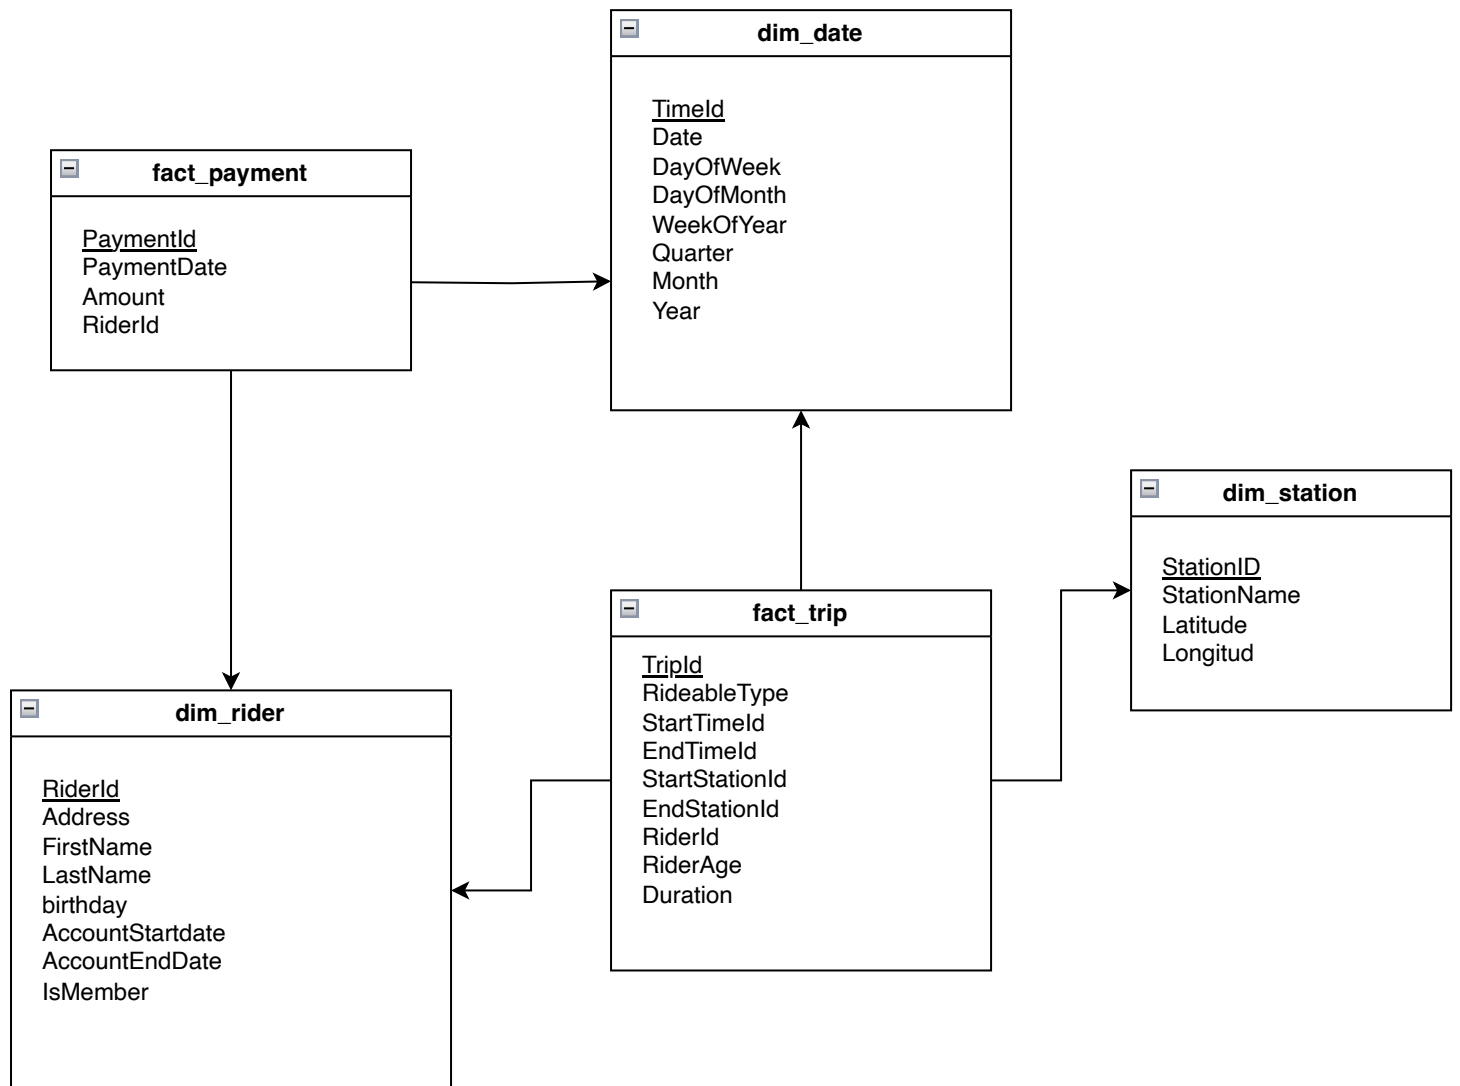 dim_date
TimeId
Date
DayOfWeek
DayOfMonth
WeekOfYear
Quarter
Month
Year
fact_payment
PaymentId
PaymentDate
Amount
RiderId
dim_station
StationID
StationName
Latitude
Longitud
fact_trip
TripId
RideableType
StartTimeId
EndTimeId
StartStationId
EndStationId
RiderId
RiderAge
Duration
dim_rider
RiderId
Address
FirstName
LastName
birthday
AccountStartdate
AccountEndDate
IsMember